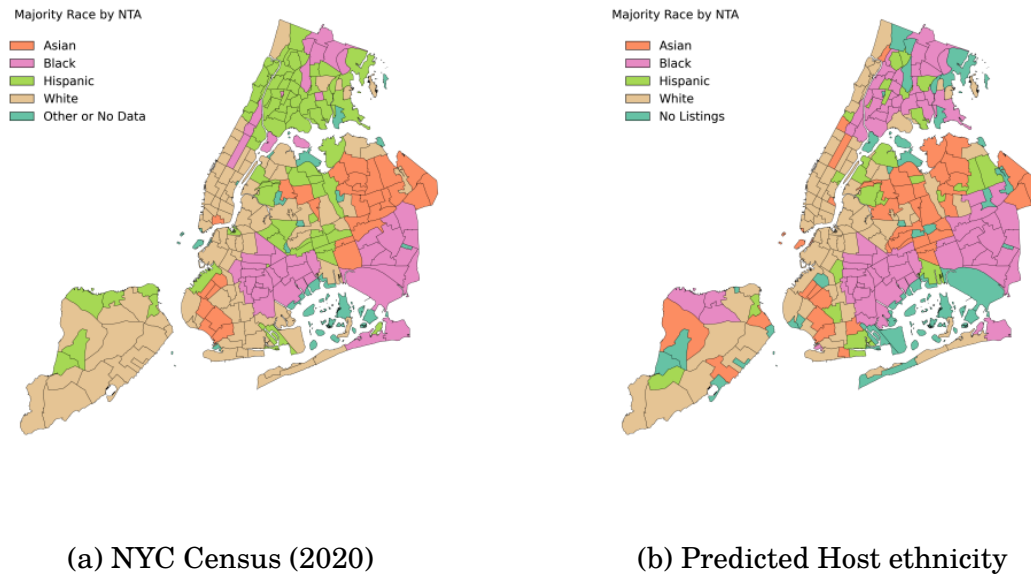 Majority Race by NTA
Asian
Black
Hispanic
White
Other or No Data
Majority Race by NTA
Asian
Black
Hispanic
White
No Listings
(a) NYC Census (2020)
(b) Predicted Host ethnicity